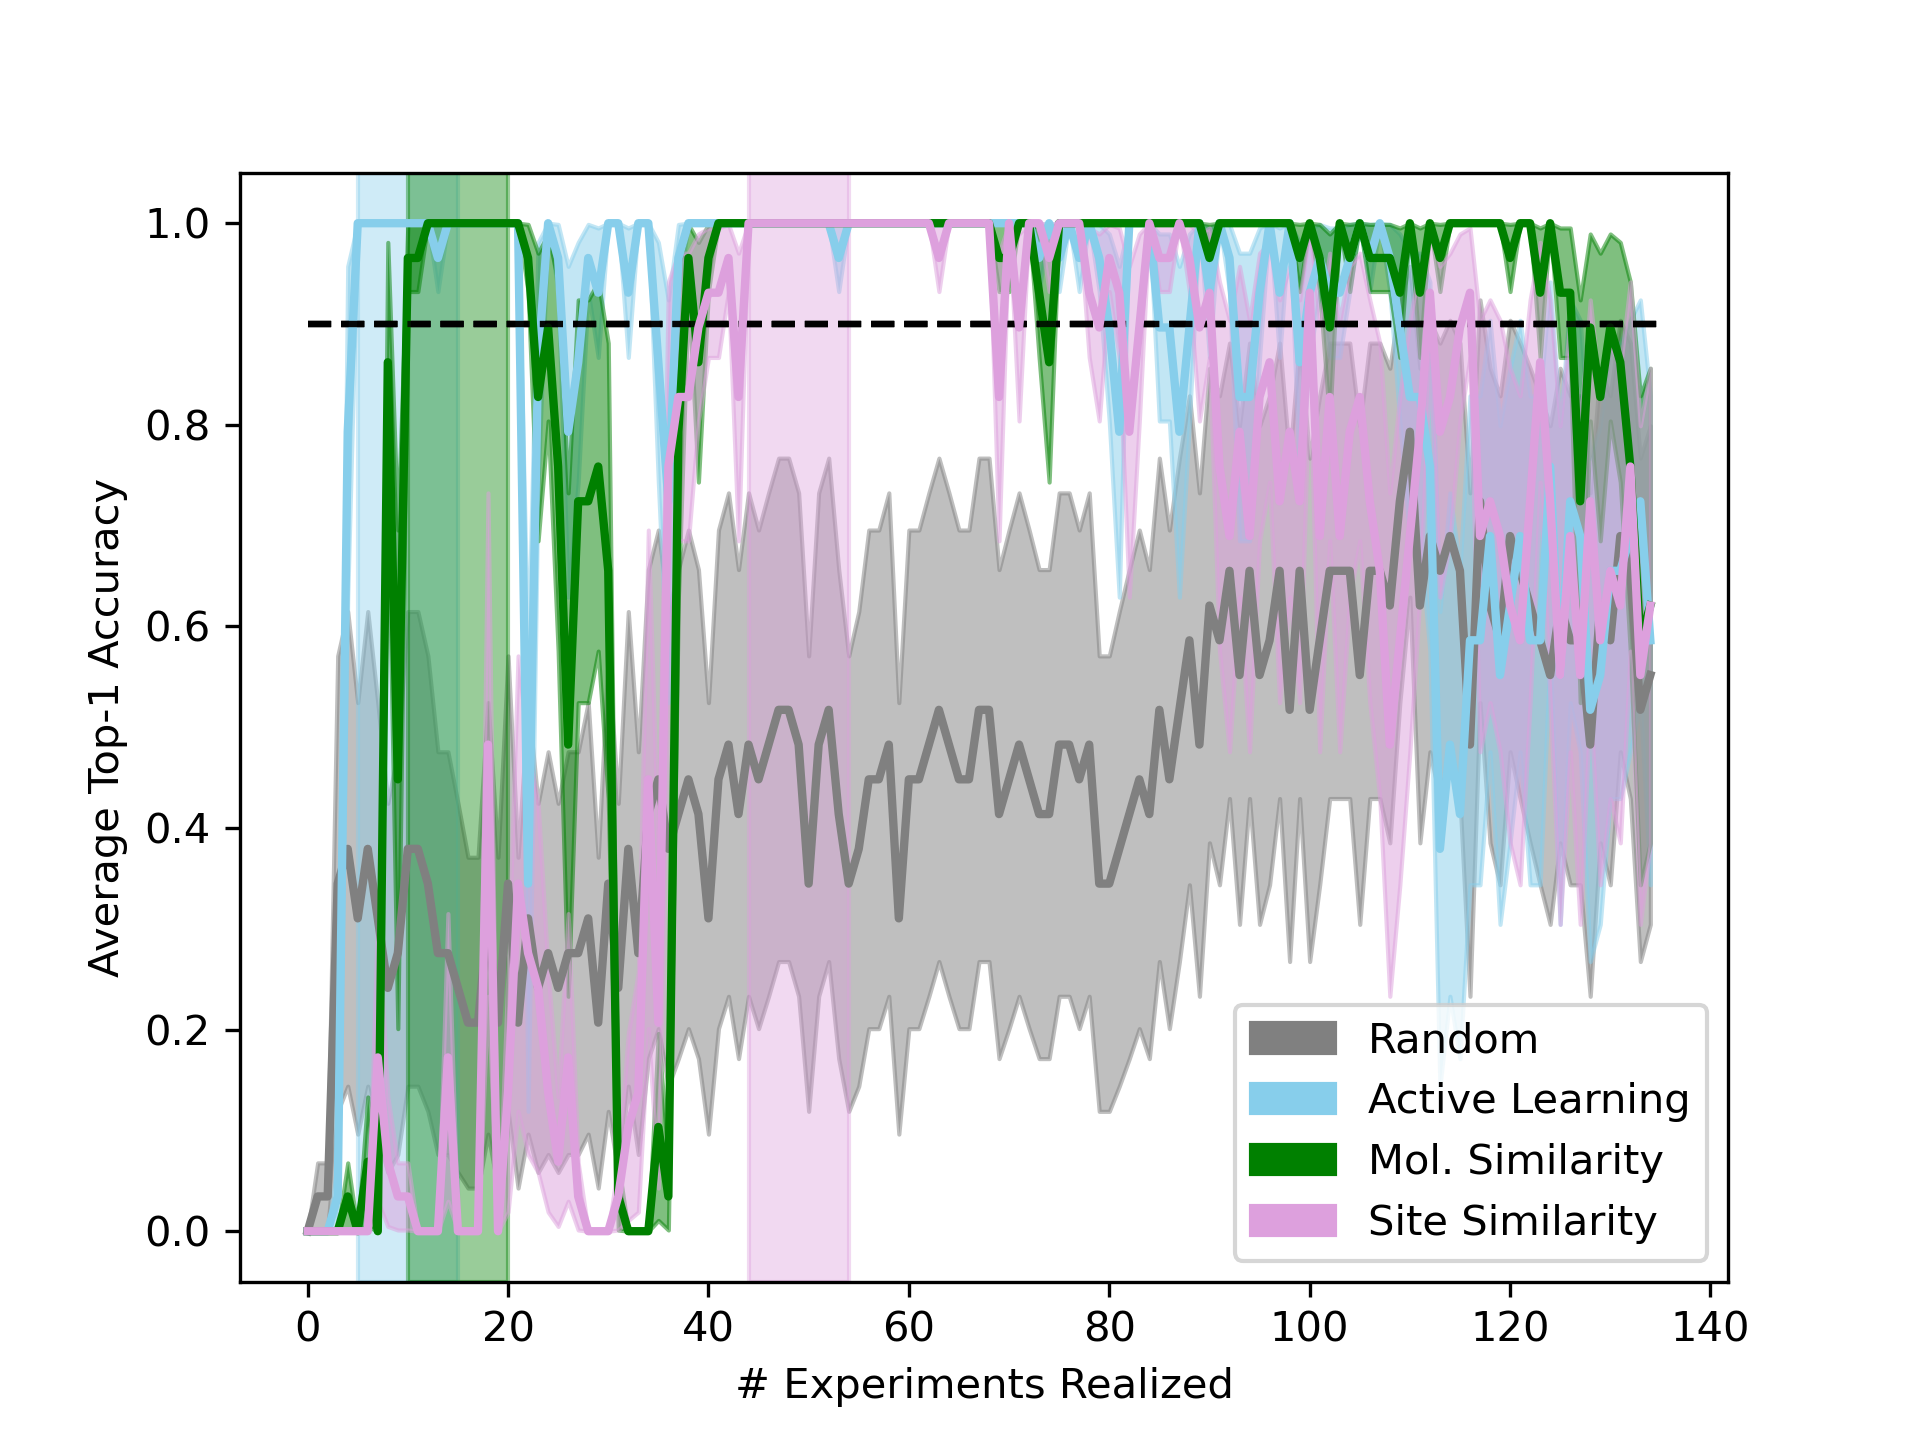 1.0
0.8
0.6
0.4
0.2
0.0
Average Top-1 Accuracy
0 20 40 60 80 100 120 140
# Experiments Realized
Random
Active Learning
Mol. Similarity
Site Similarity